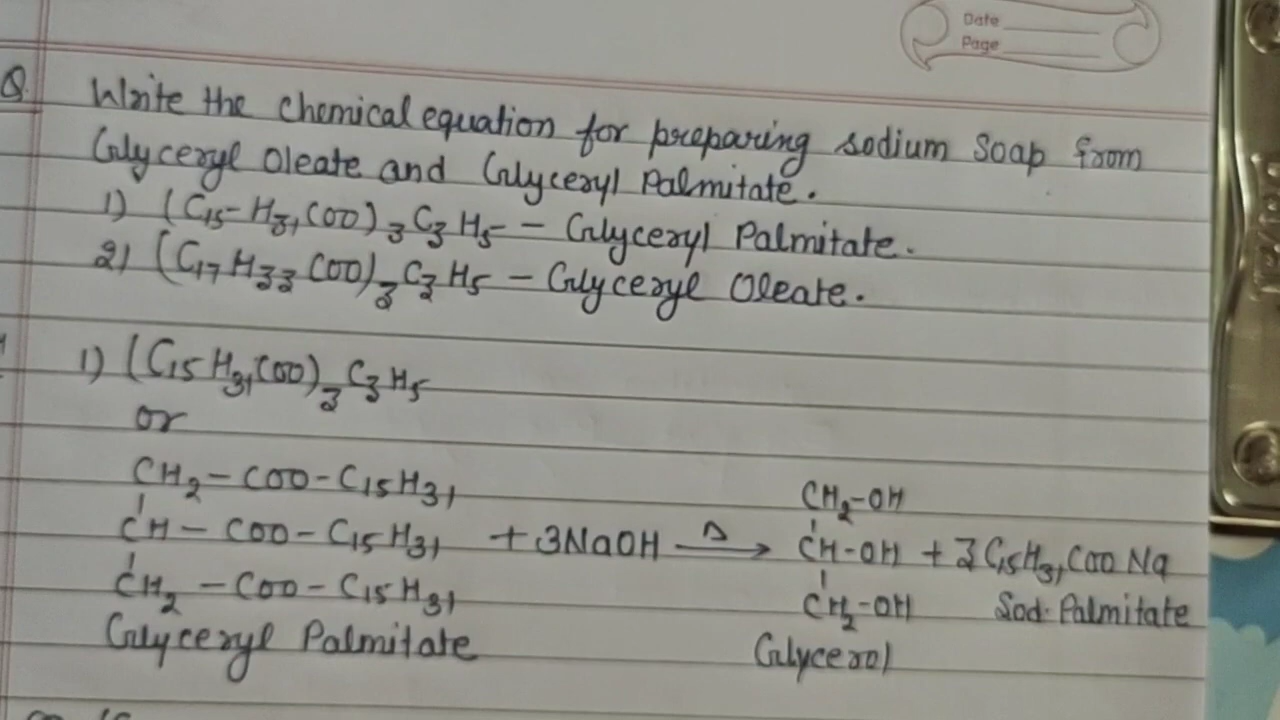 Date
Page
Q. Write the chemical equation for preparing sodium soap from
Glyceryl Oleate and Glyceryl Palmitate.
1) (C15-H31COO)3C3H5 - Glyceryl Palmitate.
2) (C17H33COO)3C3H5 - Glyceryl Oleate.
1) (C15H31COO)3C3H5
or
CH2-COO-C15H31 CH2-OH
CH-COO-C15H31 +3NaOH Δ→ CH-OH + 3C15H31COONa
CH2-COO-C15H31 CH2-OH Sod. Palmitate
Glyceryl Palmitate Glycerol